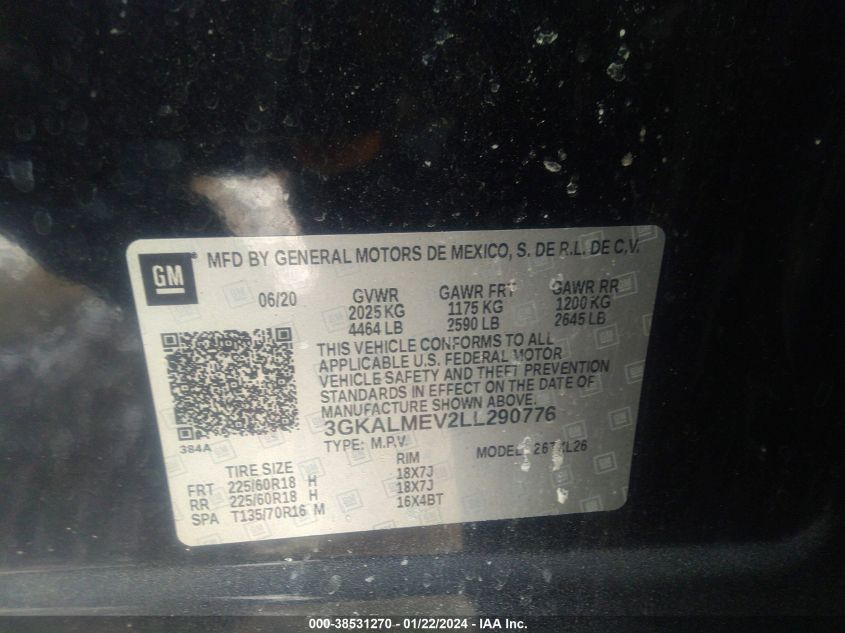 GM ® MFD BY GENERAL MOTORS DE MEXICO, S. DE R.L. DE C.V.
06/20 GVWR GAWR FRT GAWR RR
2025 KG 1175 KG 1200 KG
4464 LB 2590 LB 2645 LB
THIS VEHICLE CONFORMS TO ALL
APPLICABLE U.S. FEDERAL MOTOR
VEHICLE SAFETY AND THEFT PREVENTION
STANDARDS IN EFFECT ON THE DATE OF
MANUFACTURE SHOWN ABOVE.
384A 3GKALMEV2LL290776
TYPE: M.P.V. MODEL:
TIRE SIZE RIM
FRT 225/60R18 H 18X7J
RR 225/60R18 H 18X7J
SPA T135/70R16 M 16X4BT
000-38531270 - 01/22/2024 - IAA Inc.